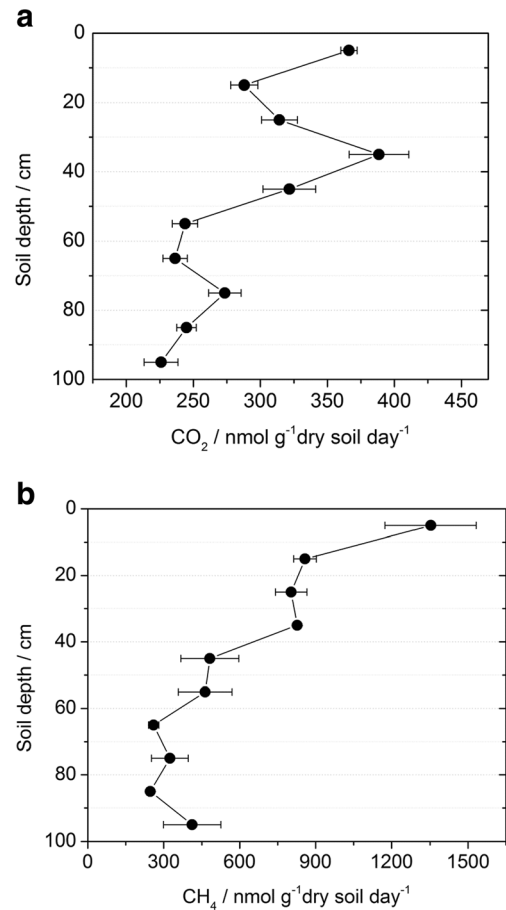 a
0
20
40
60
80
100
Soil depth / cm
200 250 300 350 400 450
CO₂ / nmol g⁻¹dry soil day⁻¹
b
0
20
40
60
80
100
Soil depth / cm
0 300 600 900 1200 1500
CH₄ / nmol g⁻¹dry soil day⁻¹